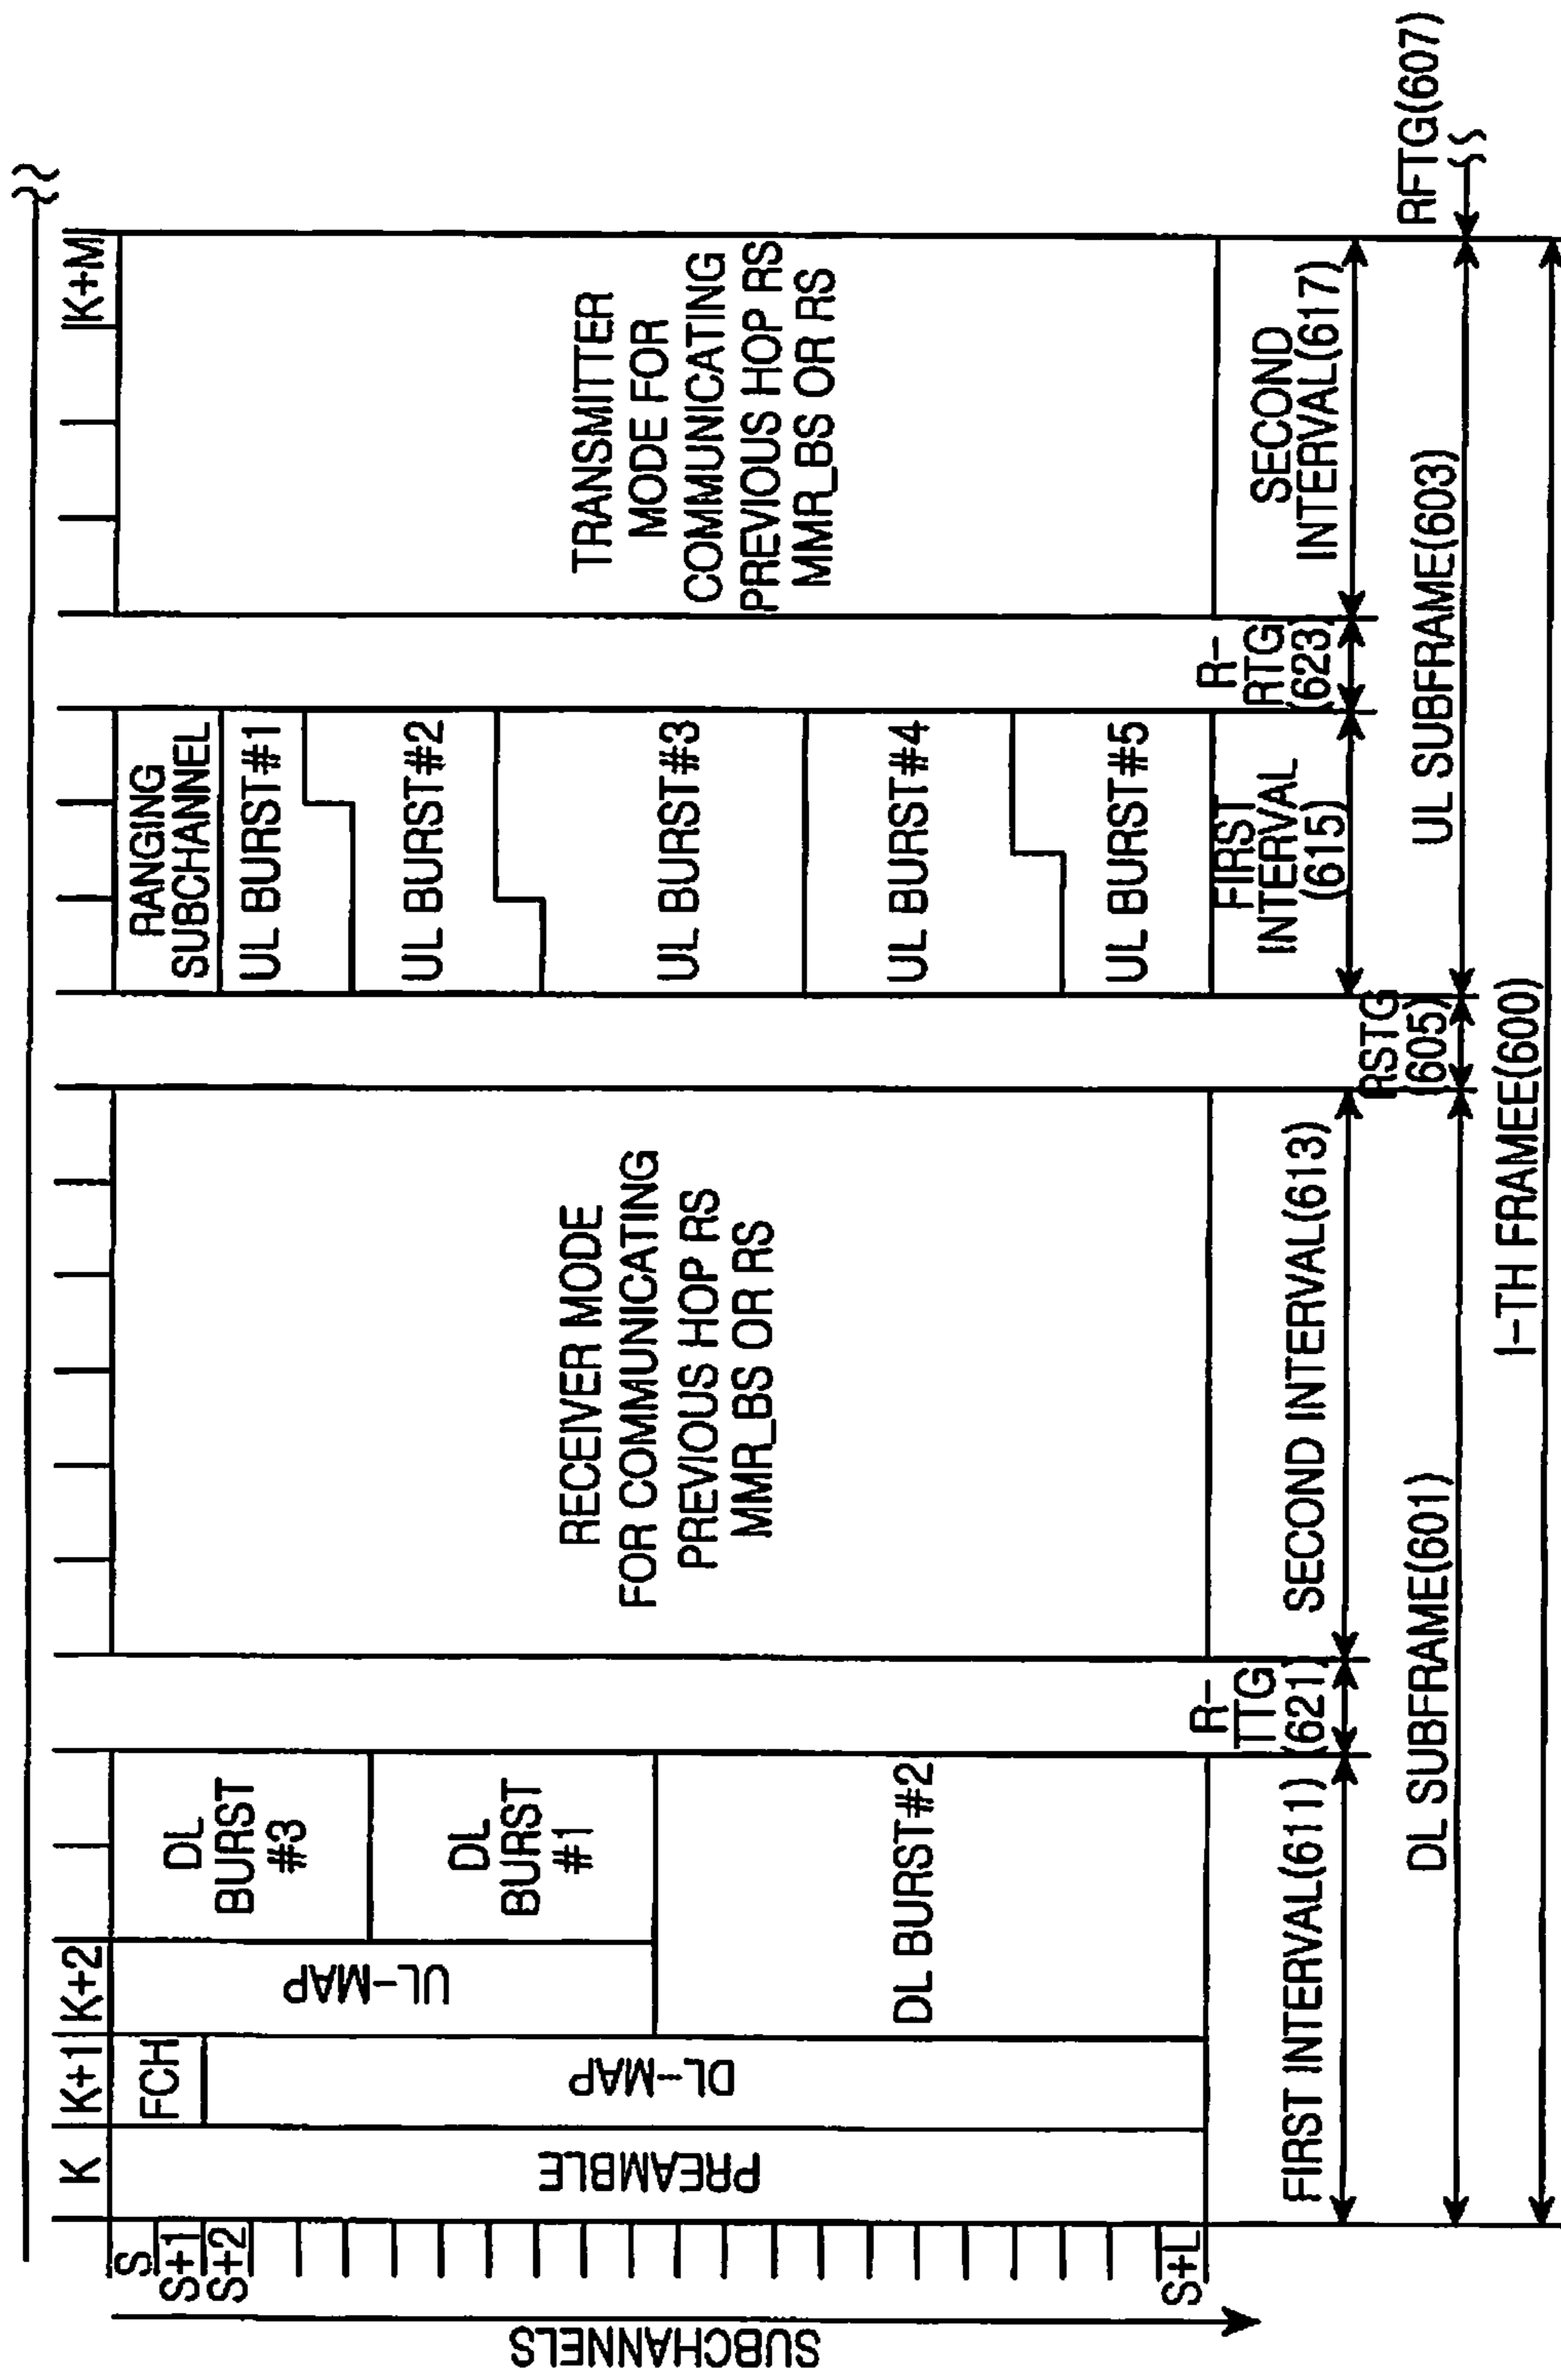 K K+1 K+2 K+M
SUBCHANNELS
S
S+1
S+2
S+L
PREAMBLE
FCH
DL-MAP
UL-MAP
DL
BURST
#3
DL
BURST
#1
DL BURST#2
RECEIVER MODE
FOR COMMUNICATING
PREVIOUS HOP RS
MMR_BS OR RS
RANGING
SUBCHANNEL
UL BURST#1
UL BURST#2
UL BURST#3
UL BURST#4
UL BURST#5
TRANSMITTER
MODE FOR
COMMUNICATING
PREVIOUS HOP RS
MMR_BS OR RS
FIRST INTERVAL(611)
R-
TTG
(621)
SECOND INTERVAL(613)
RSTG
(605)
FIRST
INTERVAL
(615)
R-
RTG
(623)
SECOND
INTERVAL(617)
RFTG(607)
DL SUBFRAME(601)
UL SUBFRAME(603)
I-TH FRAMEE(600)